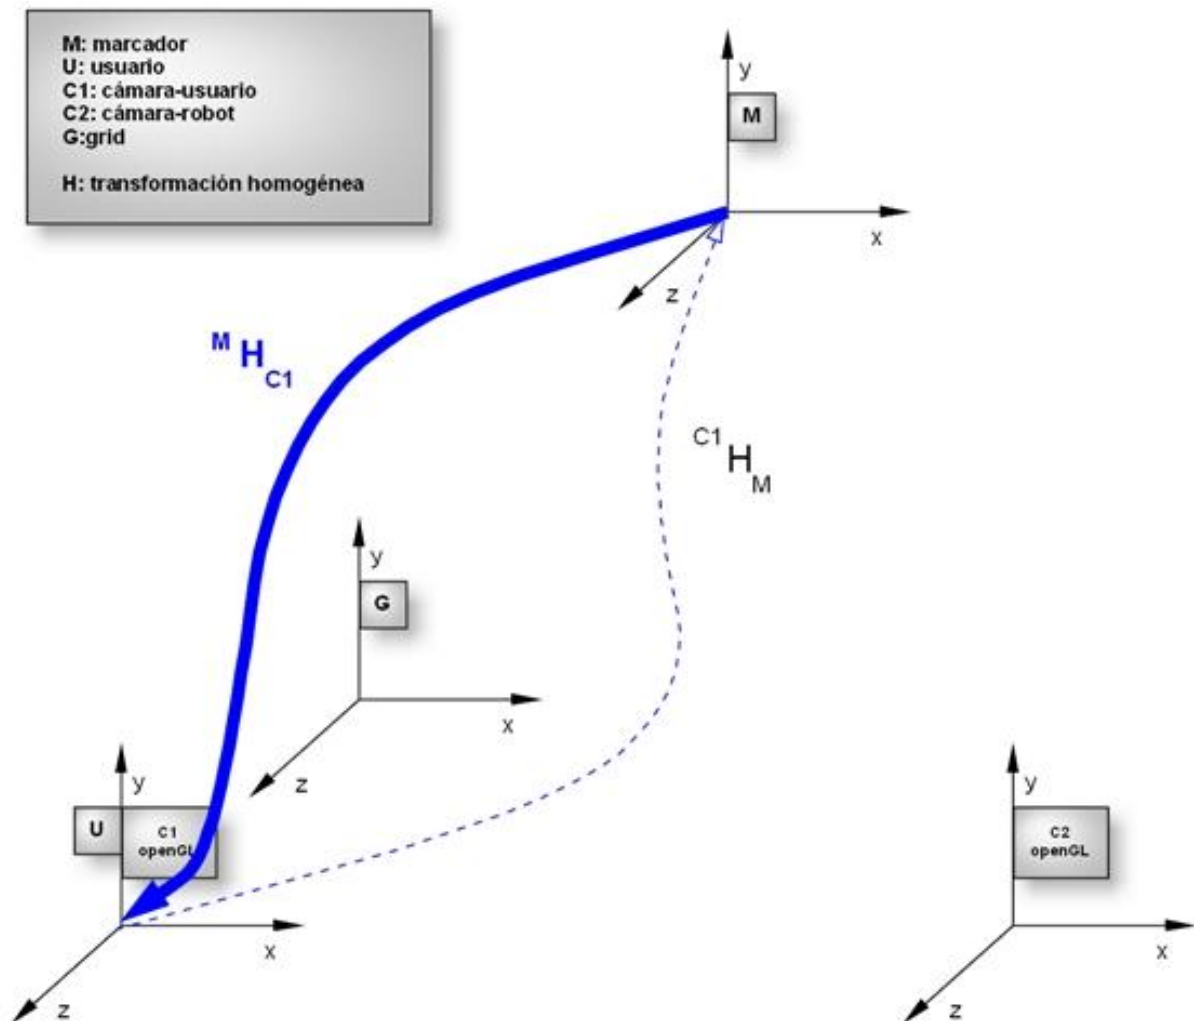 M: marcador
U: usuario
C1: cámara-usuario
C2: cámara-robot
G:grid
H: transformación homogénea
y
M
x
z
M H C1
C1 H M
y
G
x
z
y
U
C1
openGL
x
z
y
C2
openGL
x
z